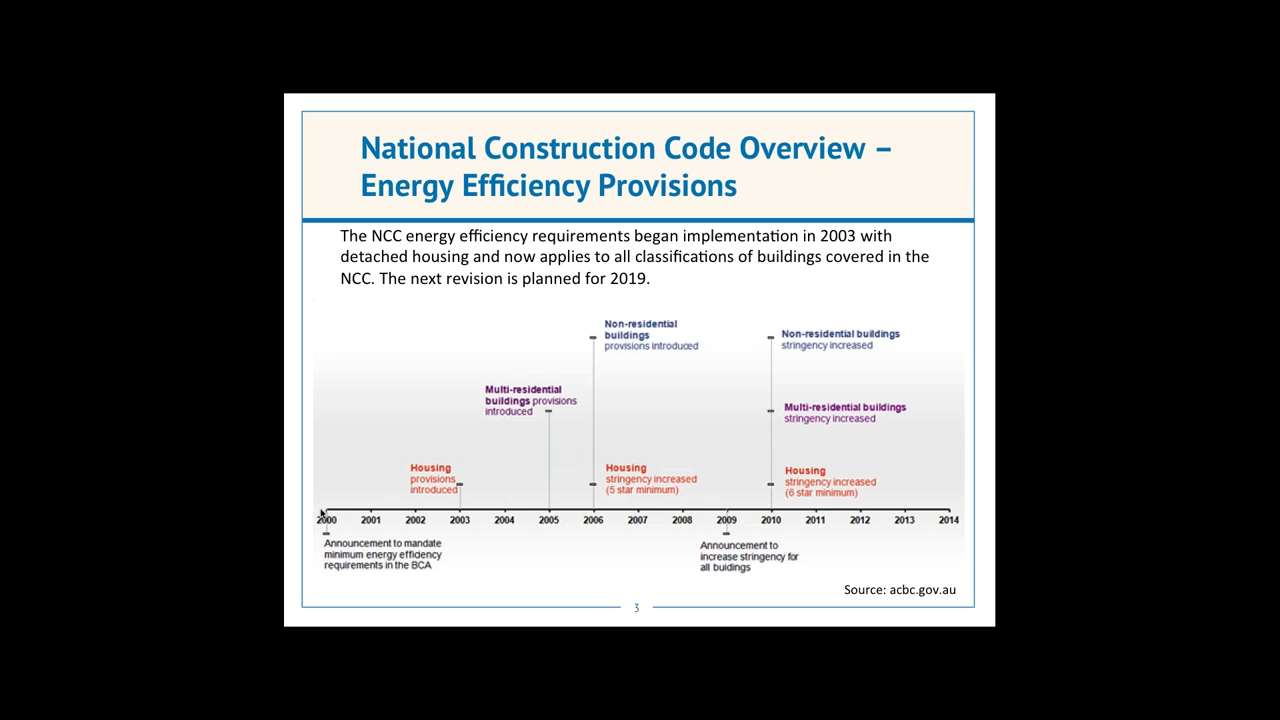 National Construction Code Overview –
Energy Efficiency Provisions
The NCC energy efficiency requirements began implementation in 2003 with
detached housing and now applies to all classifications of buildings covered in the
NCC. The next revision is planned for 2019.
Non-residential
buildings
provisions introduced
Non-residential buildings
stringency increased
Multi-residential
buildings provisions
introduced
Multi-residential buildings
stringency increased
Housing
provisions
introduced
Housing
stringency increased
(5 star minimum)
Housing
stringency increased
(6 star minimum)
2000 2001 2002 2003 2004 2005 2006 2007 2008 2009 2010 2011 2012 2013 2014
Announcement to mandate
minimum energy efficiency
requirements in the BCA
Announcement to
increase stringency for
all buidings
Source: acbc.gov.au
3